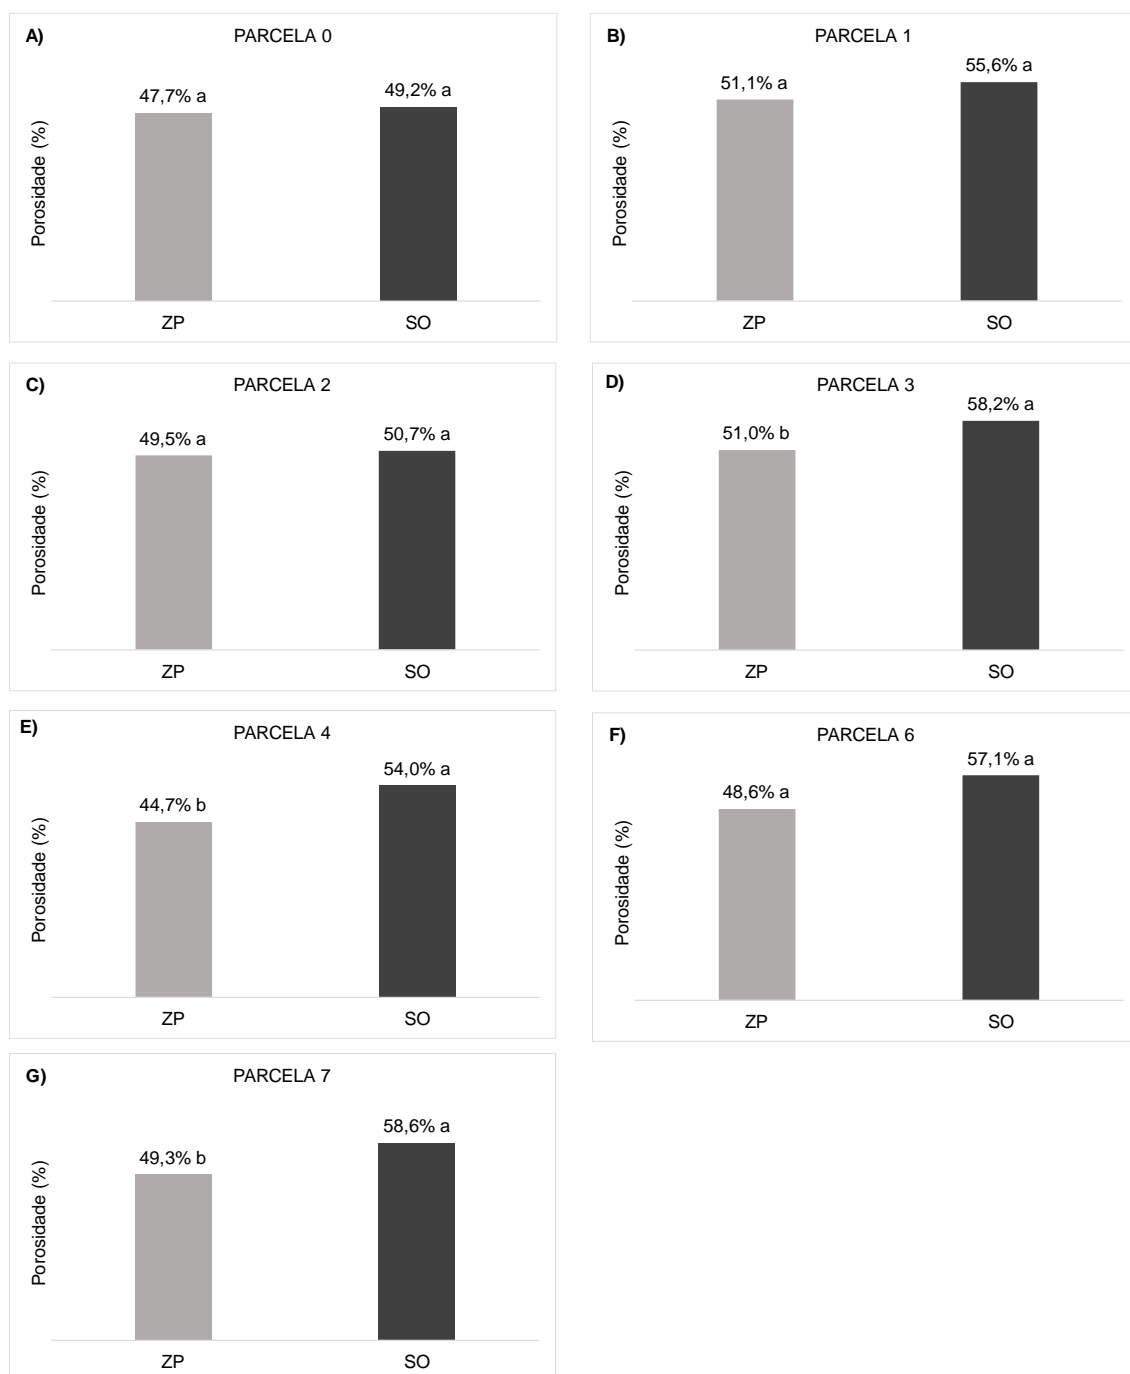 A)
PARCELA 0
47,7% a
49,2% a
Porosidade (%)
ZP
SO
B)
PARCELA 1
51,1% a
55,6% a
Porosidade (%)
ZP
SO
C)
PARCELA 2
49,5% a
50,7% a
Porosidade (%)
ZP
SO
D)
PARCELA 3
51,0% b
58,2% a
Porosidade (%)
ZP
SO
E)
PARCELA 4
44,7% b
54,0% a
Porosidade (%)
ZP
SO
F)
PARCELA 6
48,6% a
57,1% a
Porosidade (%)
ZP
SO
G)
PARCELA 7
49,3% b
58,6% a
Porosidade (%)
ZP
SO